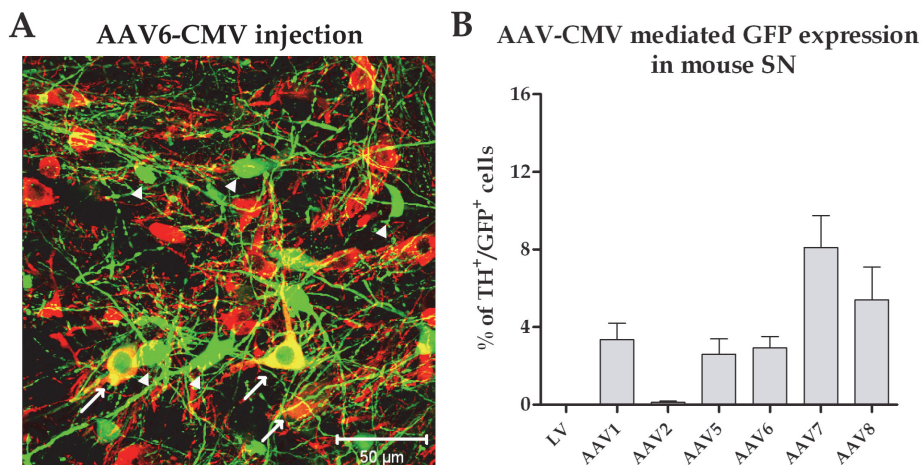 A
AAV6-CMV injection
50 µm
B
AAV-CMV mediated GFP expression
in mouse SN
% of TH⁺/GFP⁺ cells
16
12
8
4
0
LV
AAV1
AAV2
AAV5
AAV6
AAV7
AAV8